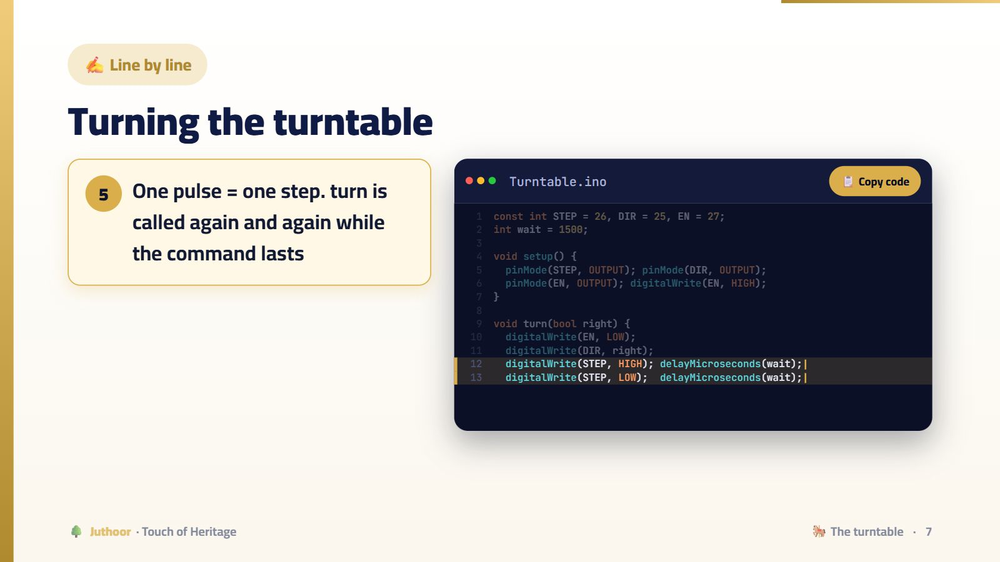 ✍️ Line by line
Turning the turntable
5
One pulse = one step. turn is
called again and again while
the command lasts
Turntable.ino
📋 Copy code
1 const int STEP = 26, DIR = 25, EN = 27;
2 int wait = 1500;
3
4 void setup() {
5   pinMode(STEP, OUTPUT); pinMode(DIR, OUTPUT);
6   pinMode(EN, OUTPUT); digitalWrite(EN, HIGH);
7 }
8
9 void turn(bool right) {
10   digitalWrite(EN, LOW);
11   digitalWrite(DIR, right);
12   digitalWrite(STEP, HIGH); delayMicroseconds(wait);
13   digitalWrite(STEP, LOW);  delayMicroseconds(wait);
🌳 Juthoor · Touch of Heritage
🎠 The turntable · 7